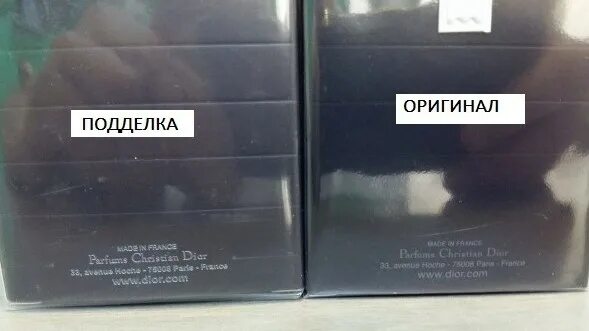 ПОДДЕЛКА
MADE IN FRANCE
Parfums Christian Dior
33, avenue Hoche - 75008 Paris - France
www.dior.com
ОРИГИНАЛ
MADE IN FRANCE
Parfums Christian Dior
33, avenue Hoche - 75008 Paris - France
www.dior.com